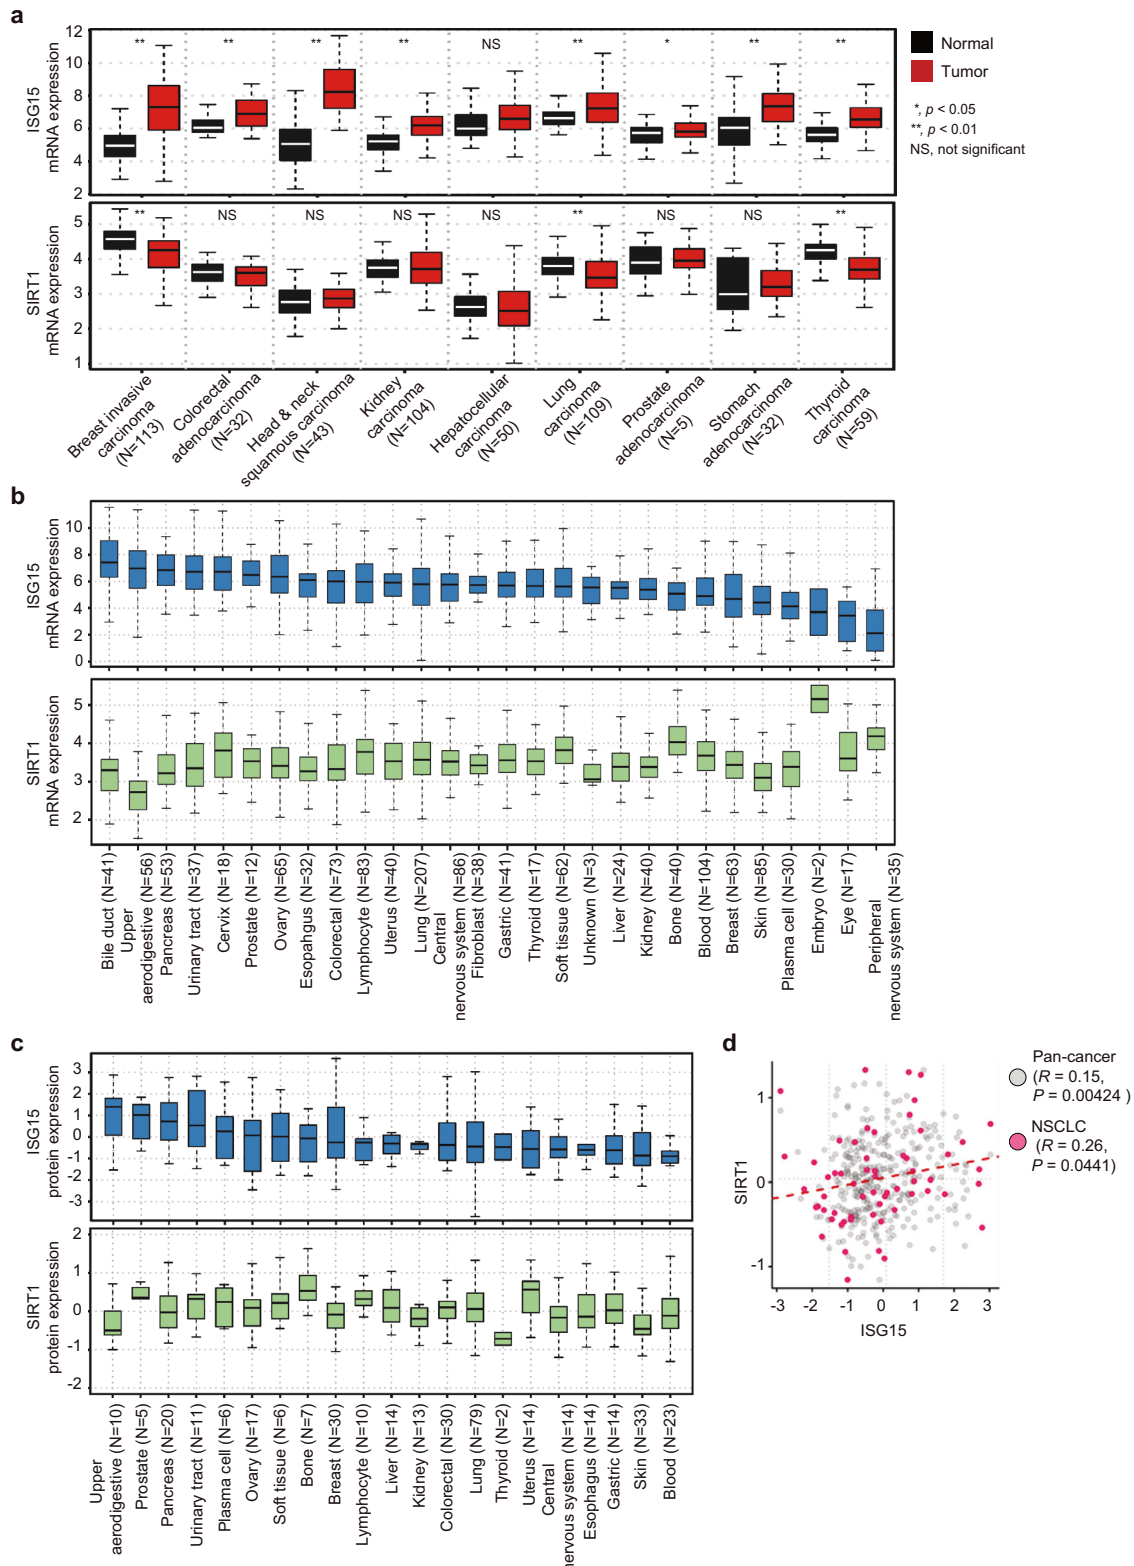 a
ISG15
mRNA expression
12
10
8
6
4
2
**
**
**
**
NS
**
*
**
**
Normal
Tumor
*, p < 0.05
**, p < 0.01
NS, not significant
SIRT1
mRNA expression
5
4
3
2
1
**
NS
NS
NS
NS
**
NS
NS
**
Breast invasive
carcinoma
(N=113)
Colorectal
adenocarcinoma
(N=32)
Head & neck
squamous carcinoma
(N=43)
Kidney
carcinoma
(N=104)
Hepatocellular
carcinoma
(N=50)
Lung
carcinoma
(N=109)
Prostate
adenocarcinoma
(N=5)
Stomach
adenocarcinoma
(N=32)
Thyroid
carcinoma
(N=59)
b
ISG15
mRNA expression
10
8
6
4
2
0
SIRT1
mRNA expression
5
4
3
2
Bile duct (N=41)
Upper
aerodigestive (N=56)
Pancreas (N=53)
Urinary tract (N=37)
Cervix (N=18)
Prostate (N=12)
Ovary (N=65)
Esopahgus (N=32)
Colorectal (N=73)
Lymphocyte (N=83)
Uterus (N=40)
Lung (N=207)
Central
nervous system (N=86)
Fibroblast (N=38)
Gastric (N=41)
Thyroid (N=17)
Soft tissue (N=62)
Unknown (N=3)
Liver (N=24)
Kidney (N=40)
Bone (N=40)
Blood (N=104)
Breast (N=63)
Skin (N=85)
Plasma cell (N=30)
Embryo (N=2)
Eye (N=17)
Peripheral
nervous system (N=35)
c
ISG15
protein expression
3
2
1
0
-1
-2
-3
SIRT1
protein expression
2
1
0
-1
-2
Upper
aerodigestive (N=10)
Prostate (N=5)
Pancreas (N=20)
Urinary tract (N=11)
Plasma cell (N=6)
Ovary (N=17)
Soft tissue (N=6)
Bone (N=7)
Breast (N=30)
Lymphocyte (N=10)
Liver (N=14)
Kidney (N=13)
Colorectal (N=30)
Lung (N=79)
Thyroid (N=2)
Uterus (N=14)
Central
nervous system (N=14)
Esophagus (N=14)
Gastric (N=14)
Skin (N=33)
Blood (N=23)
d
SIRT1
1
0
-1
-3
-2
-1
0
1
2
3
ISG15
Pan-cancer
(R = 0.15,
P = 0.00424 )
NSCLC
(R = 0.26,
P = 0.0441)